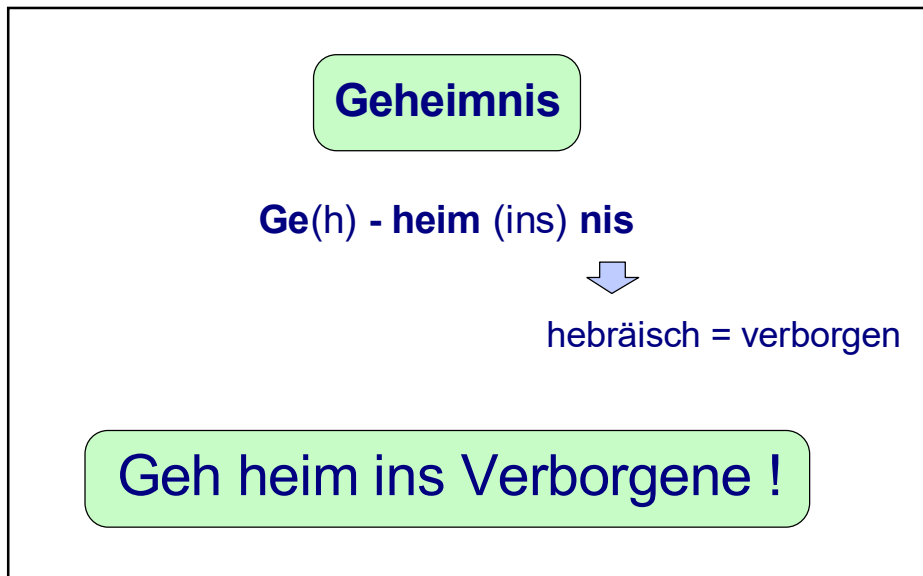 Geheimnis
Ge(h) - heim (ins) nis
hebräisch = verborgen
Geh heim ins Verborgene !